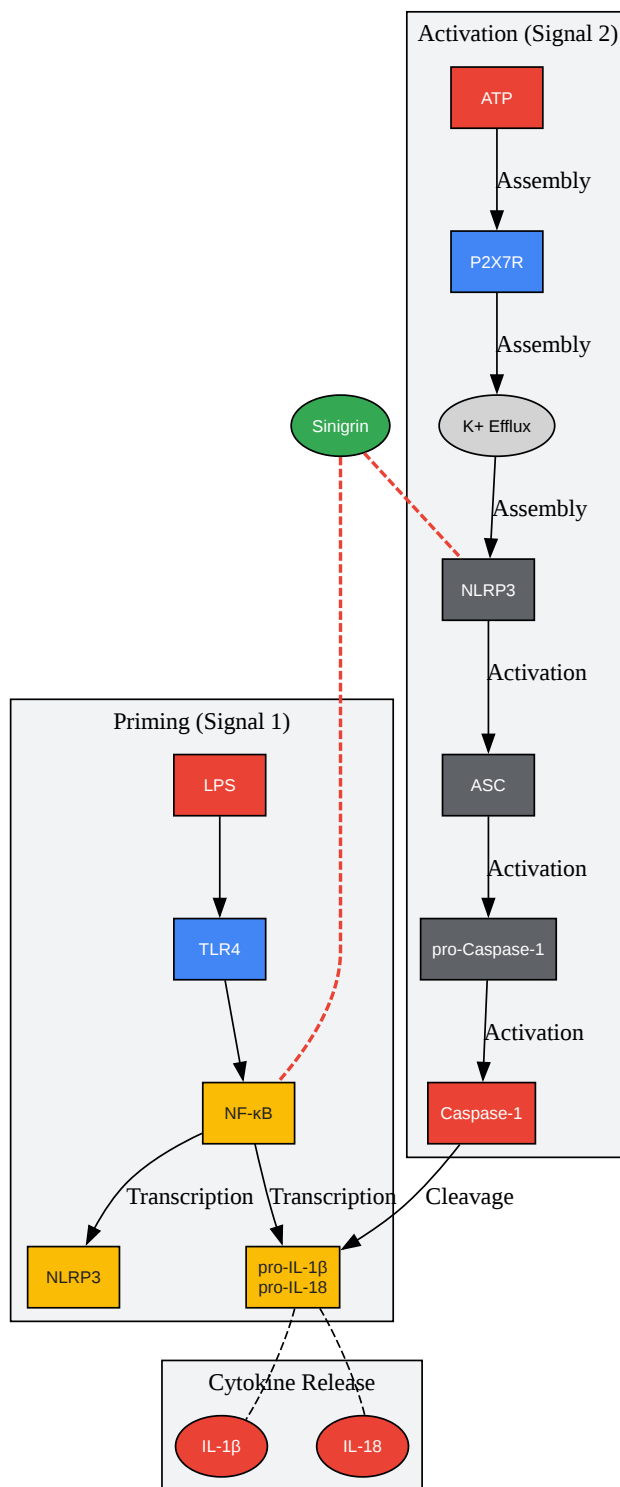 Activation (Signal 2)
ATP
Assembly
P2X7R
Assembly
Sinigrin
K+ Efflux
Assembly
NLRP3
Activation
Priming (Signal 1)
LPS
ASC
Activation
TLR4
pro-Caspase-1
Activation
NF-κB
Caspase-1
Transcription
Transcription
Cleavage
NLRP3
pro-IL-1β
pro-IL-18
Cytokine Release
IL-1β
IL-18